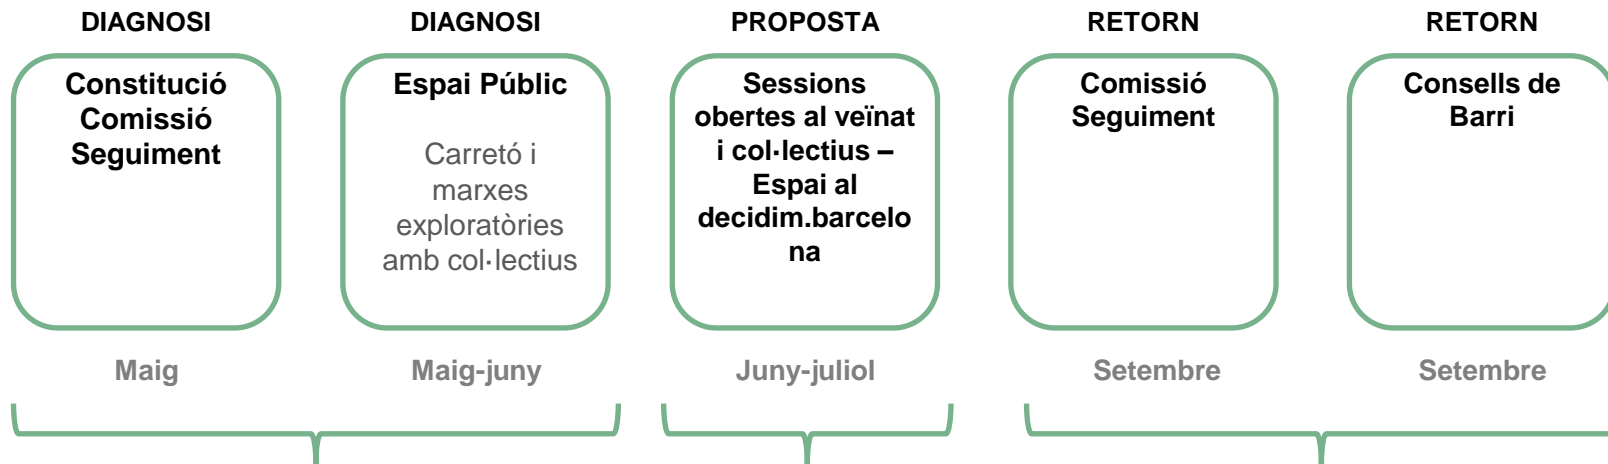 DIAGNOSI
Constitució
Comissió
Seguiment
Maig
DIAGNOSI
Espai Públic
Carretó i
marxes
exploratòries
amb col·lectius
Maig-juny
PROPOSTA
Sessions
obertes al veïnat
i col·lectius –
Espai al
decidim.barcelo
na
Juny-juliol
RETORN
Comissió
Seguiment
Setembre
RETORN
Consells de
Barri
Setembre